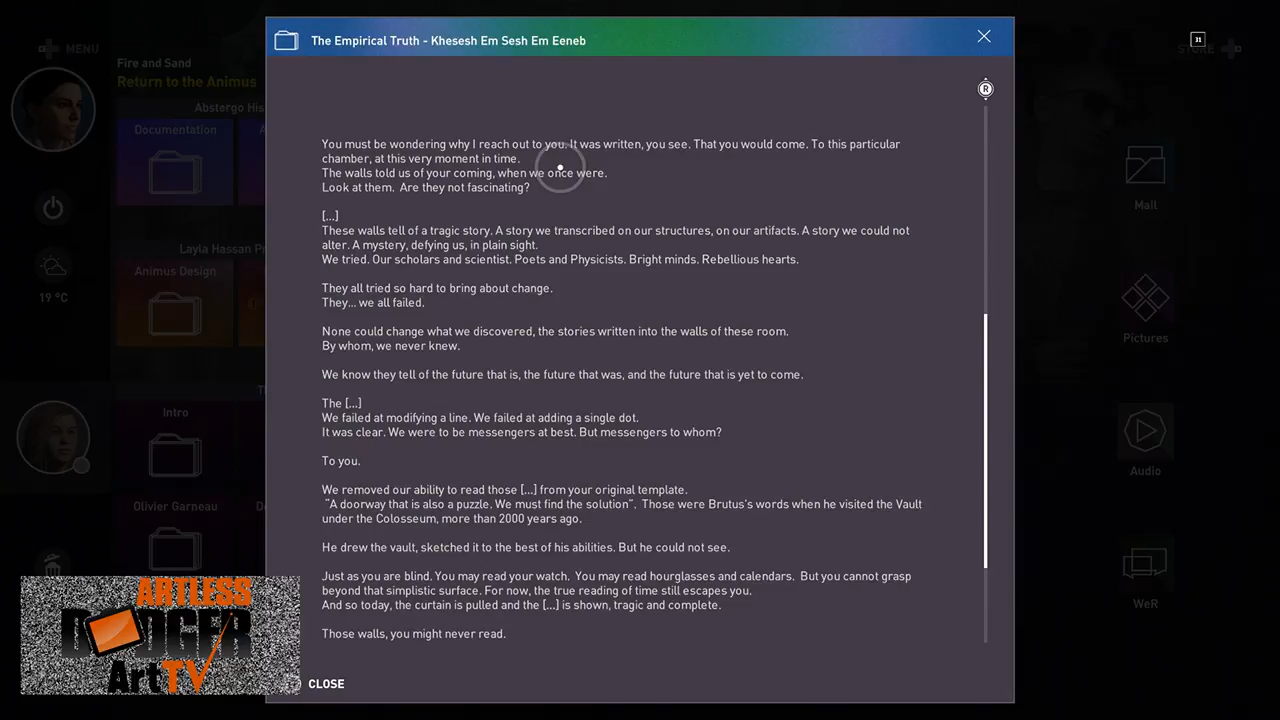 The Empirical Truth - Khesesh Em Sesh Em Eeneb
MENU
STORE
Fire and Sand
Return to the Animus
Abstergo His
Documentation
A
Layla Hassan Pr
Animus Design
19 °C
Intro
Olivier Garneau
Mail
Pictures
Audio
WeR
R
You must be wondering why I reach out to you. It was written, you see. That you would come. To this particular
chamber, at this very moment in time.
The walls told us of your coming, when we once were.
Look at them. Are they not fascinating?
[...]
These walls tell of a tragic story. A story we transcribed on our structures, on our artifacts. A story we could not
alter. A mystery, defying us, in plain sight.
We tried. Our scholars and scientist. Poets and Physicists. Bright minds. Rebellious hearts.
They all tried so hard to bring about change.
They... we all failed.
None could change what we discovered, the stories written into the walls of these room.
By whom, we never knew.
We know they tell of the future that is, the future that was, and the future that is yet to come.
The [...]
We failed at modifying a line. We failed at adding a single dot.
It was clear. We were to be messengers at best. But messengers to whom?
To you.
We removed our ability to read those [...] from your original template.
"A doorway that is also a puzzle. We must find the solution". Those were Brutus's words when he visited the Vault
under the Colosseum, more than 2000 years ago.
He drew the vault, sketched it to the best of his abilities. But he could not see.
Just as you are blind. You may read your watch. You may read hourglasses and calendars. But you cannot grasp
beyond that simplistic surface. For now, the true reading of time still escapes you.
And so today, the curtain is pulled and the [...] is shown, tragic and complete.
Those walls, you might never read.
CLOSE
ARTLESS
DODGER
ArtTV